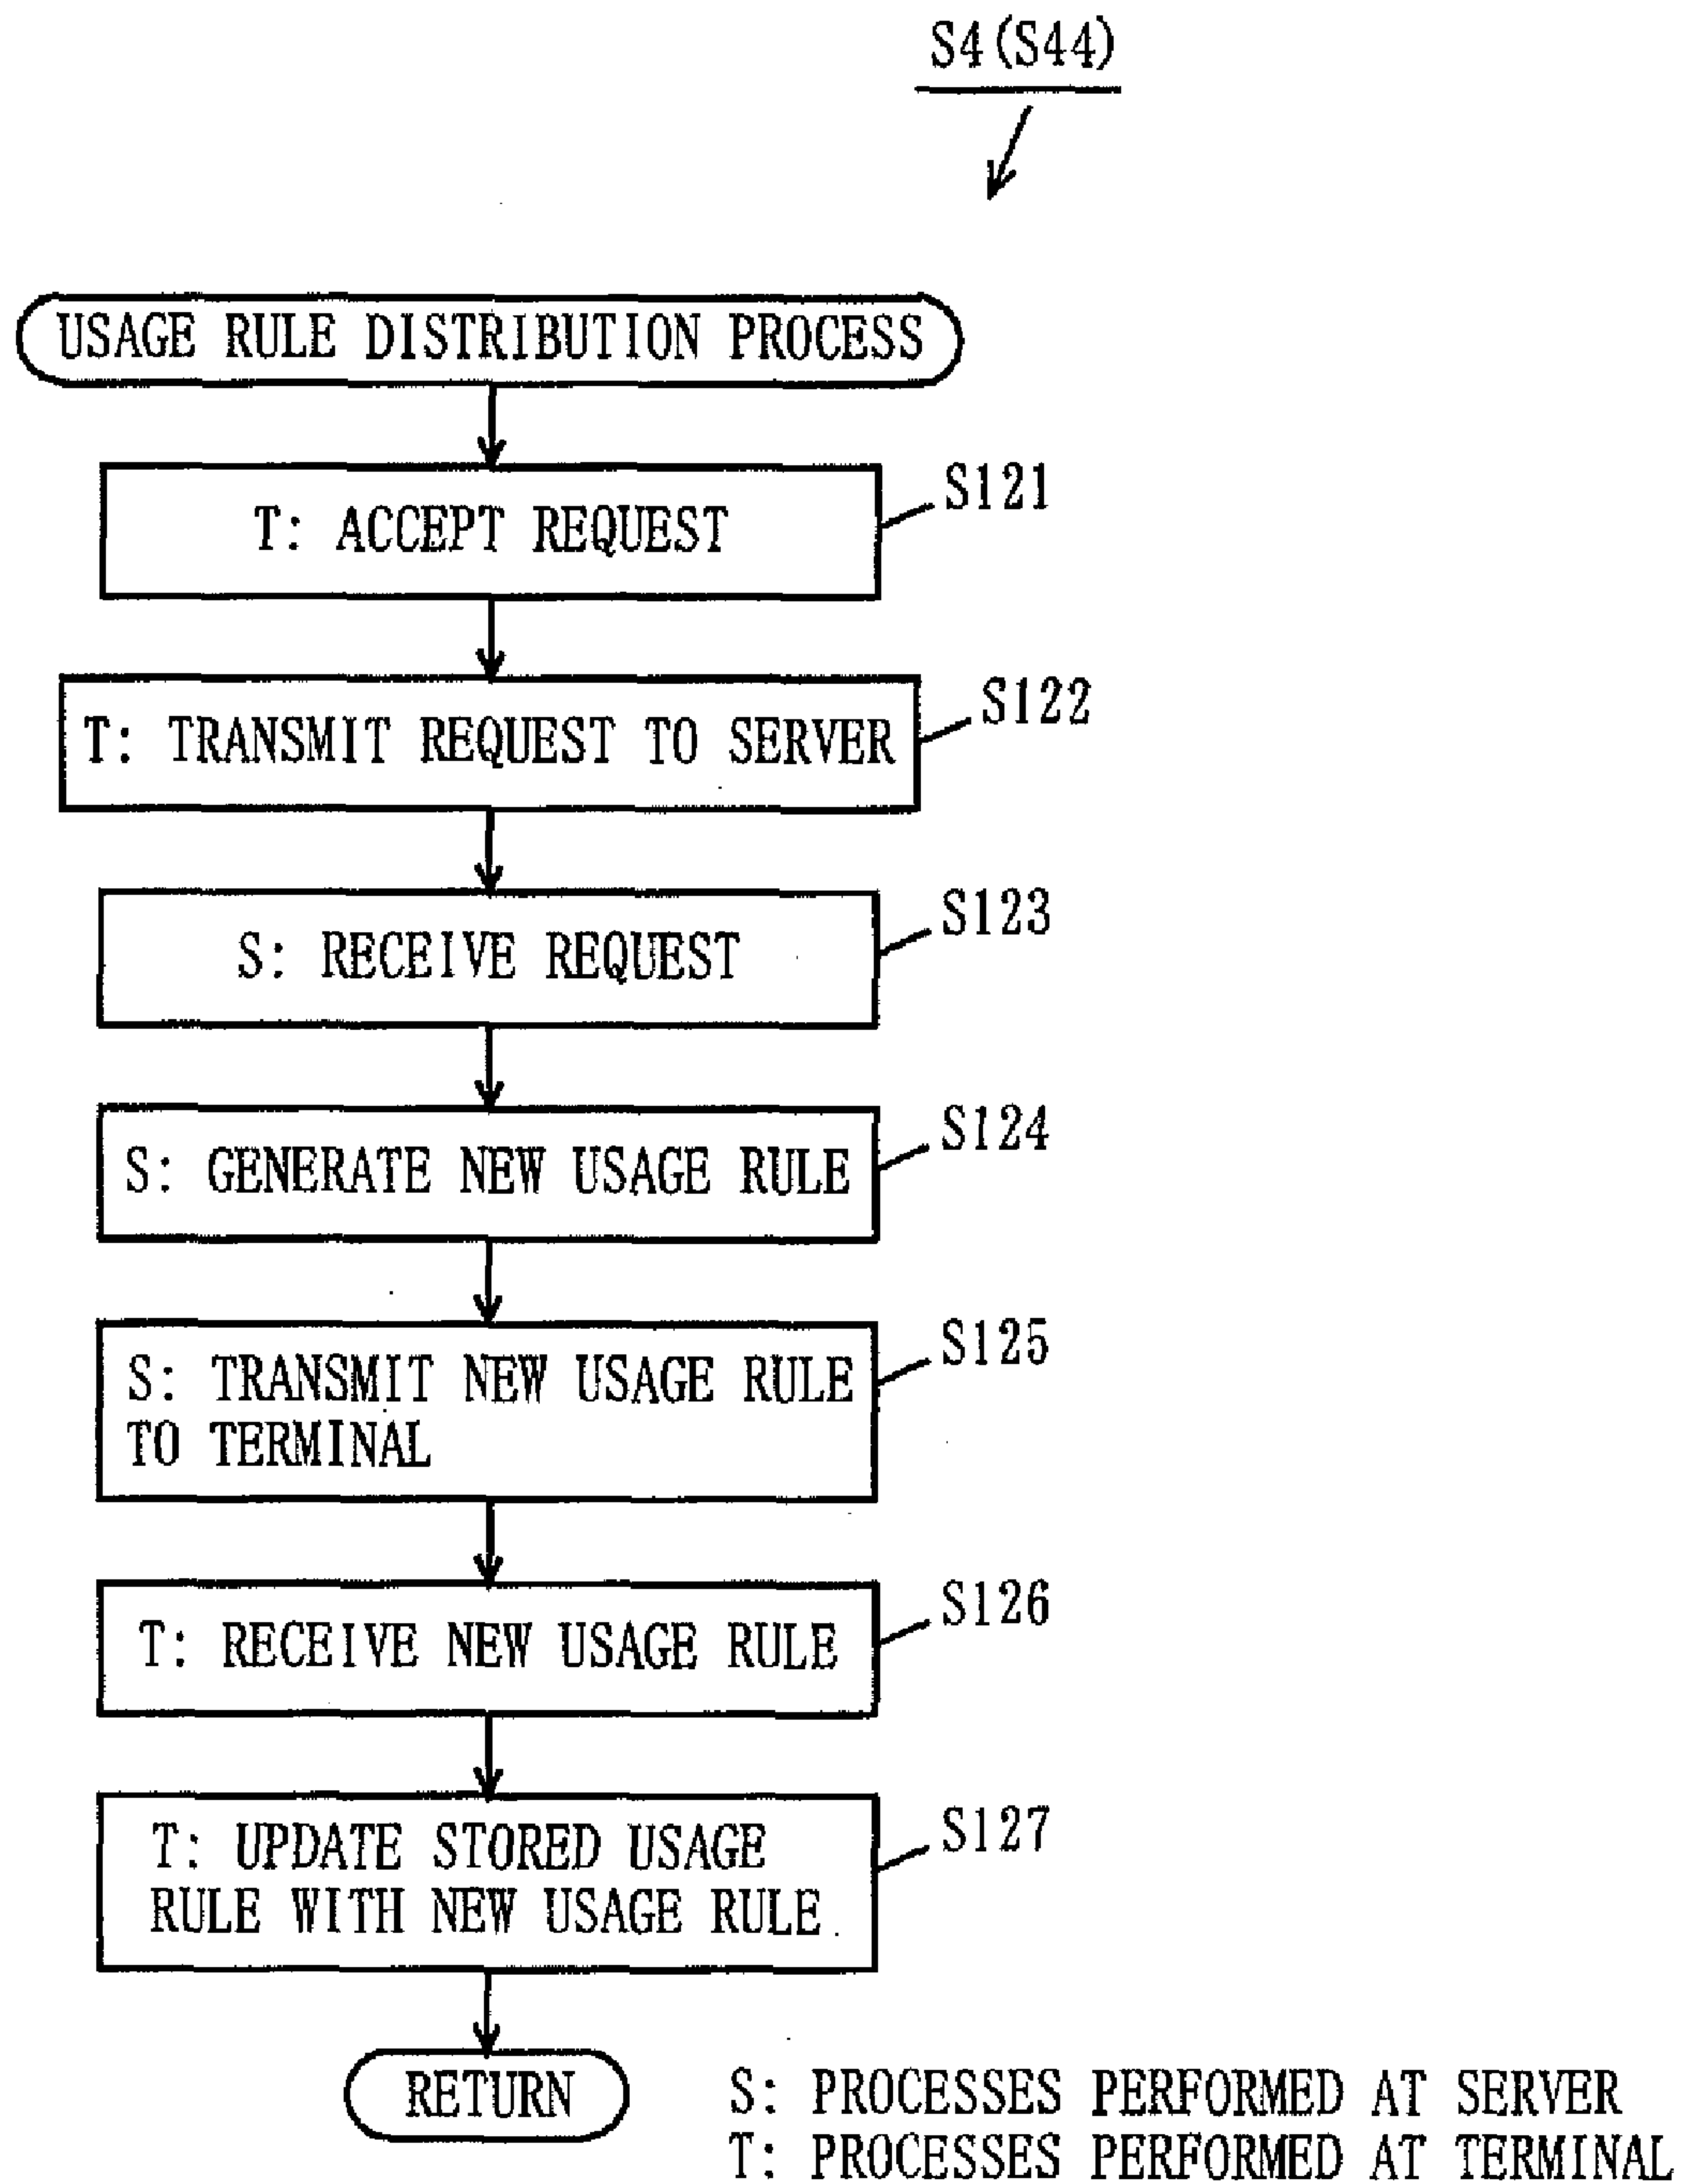 S4(S44)
USAGE RULE DISTRIBUTION PROCESS
T: ACCEPT REQUEST
S121
T: TRANSMIT REQUEST TO SERVER
S122
S: RECEIVE REQUEST
S123
S: GENERATE NEW USAGE RULE
S124
S: TRANSMIT NEW USAGE RULE
TO TERMINAL
S125
T: RECEIVE NEW USAGE RULE
S126
T: UPDATE STORED USAGE
RULE WITH NEW USAGE RULE
S127
RETURN
S: PROCESSES PERFORMED AT SERVER
T: PROCESSES PERFORMED AT TERMINAL